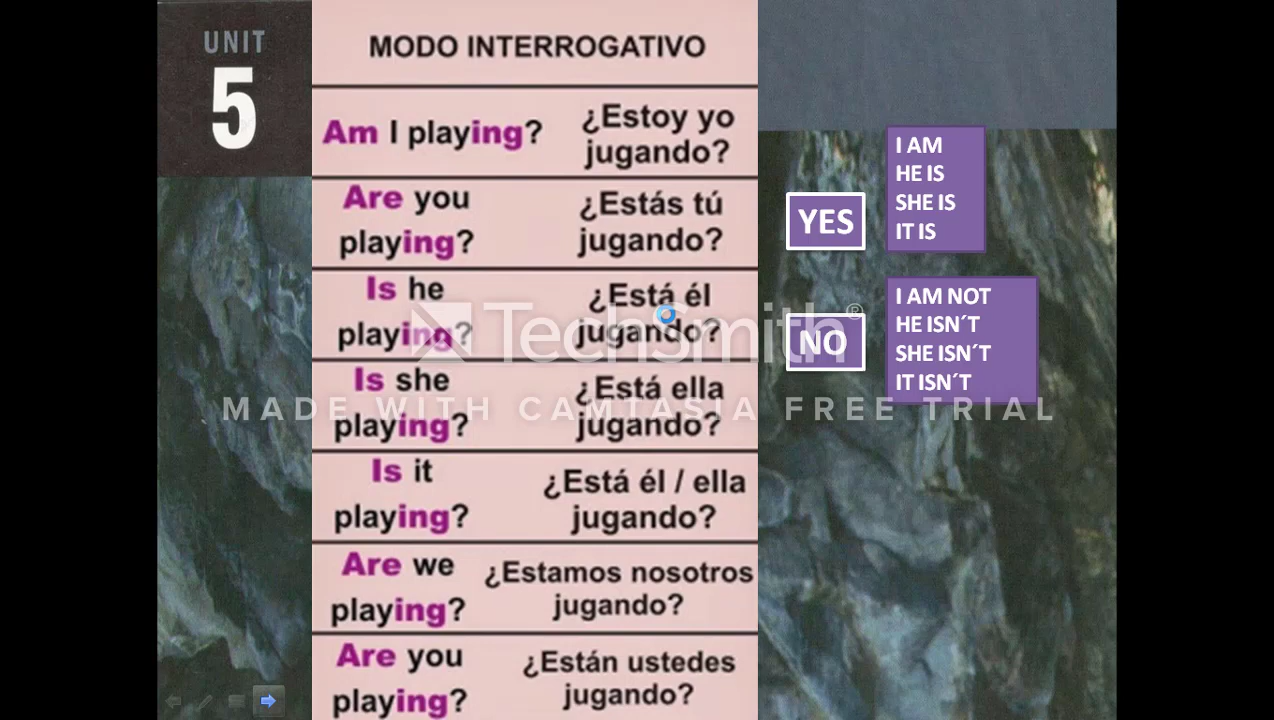 UNIT
5
MODO INTERROGATIVO
Am I playing?
¿Estoy yo
jugando?
Are you
playing?
¿Estás tú
jugando?
Is he
playing?
¿Está él
jugando?
Is she
playing?
¿Está ella
jugando?
Is it
playing?
¿Está él / ella
jugando?
Are we
playing?
¿Estamos nosotros
jugando?
Are you
playing?
¿Están ustedes
jugando?
YES
I AM
HE IS
SHE IS
IT IS
NO
I AM NOT
HE ISN´T
SHE ISN´T
IT ISN´T
TechSmith®
MADE WITH CAMTASIA FREE TRIAL